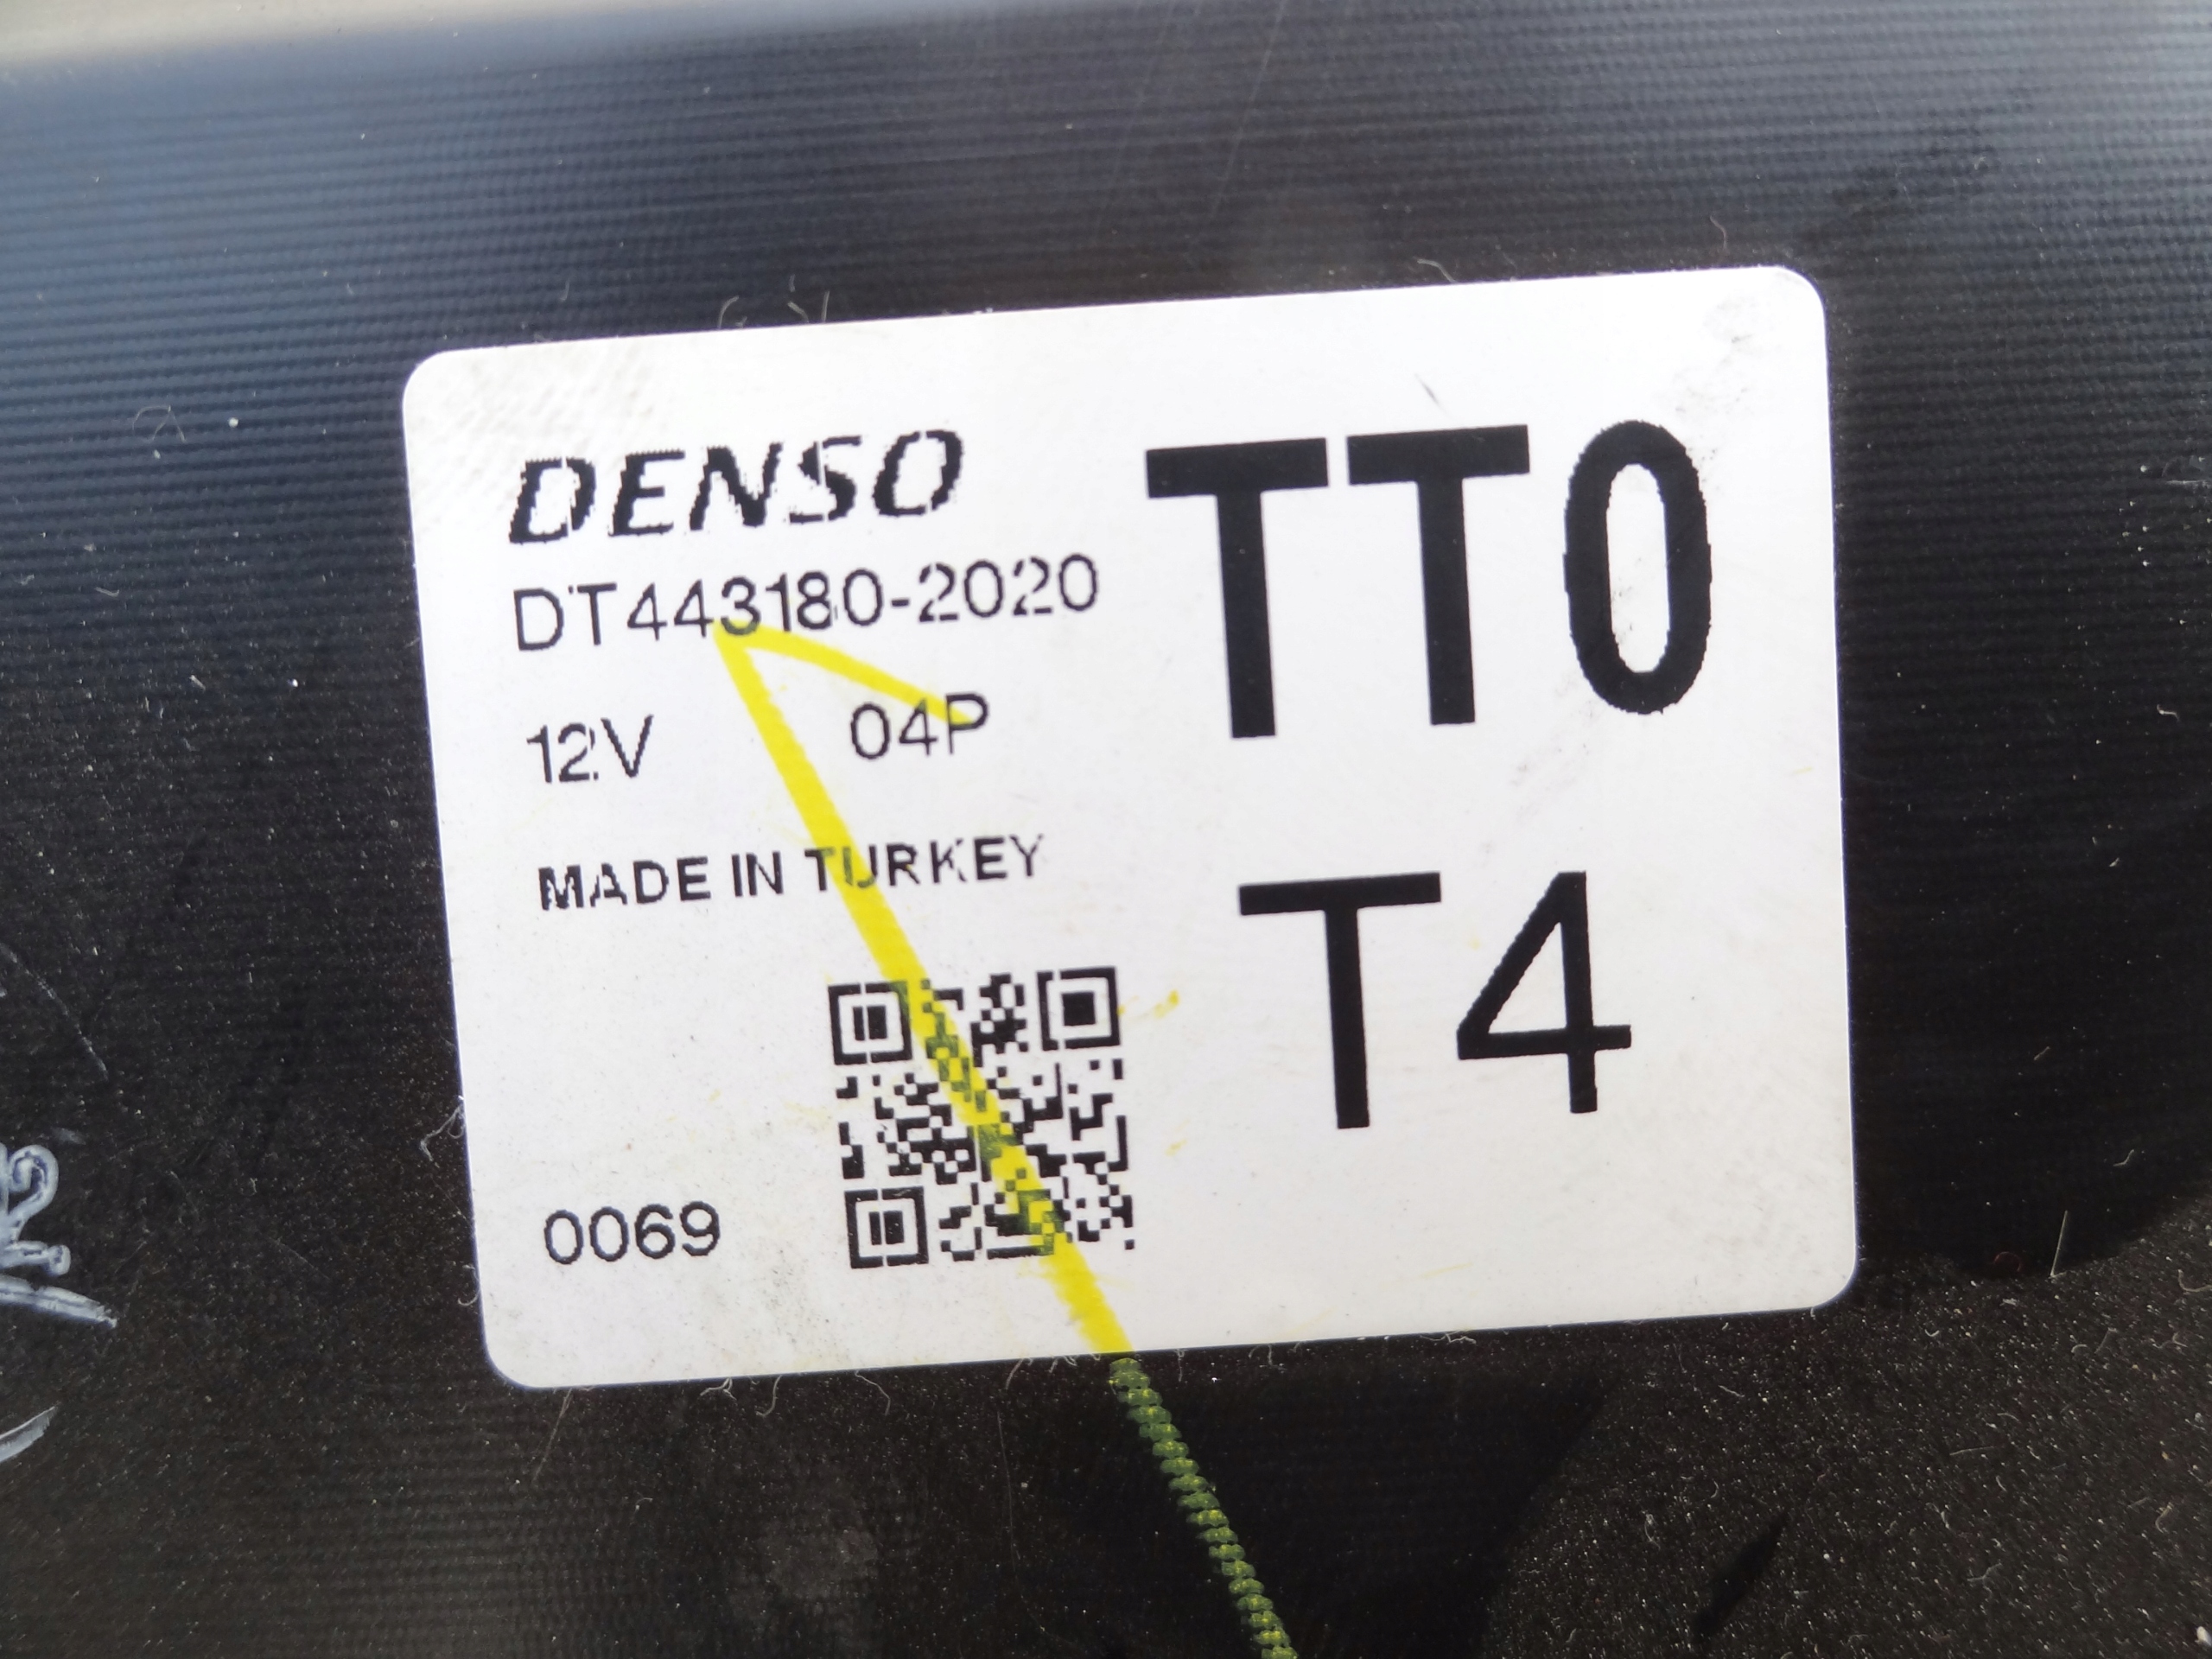 DENSO
DT443180-2020
12V 04P
MADE IN TURKEY
0069
TT0
T4